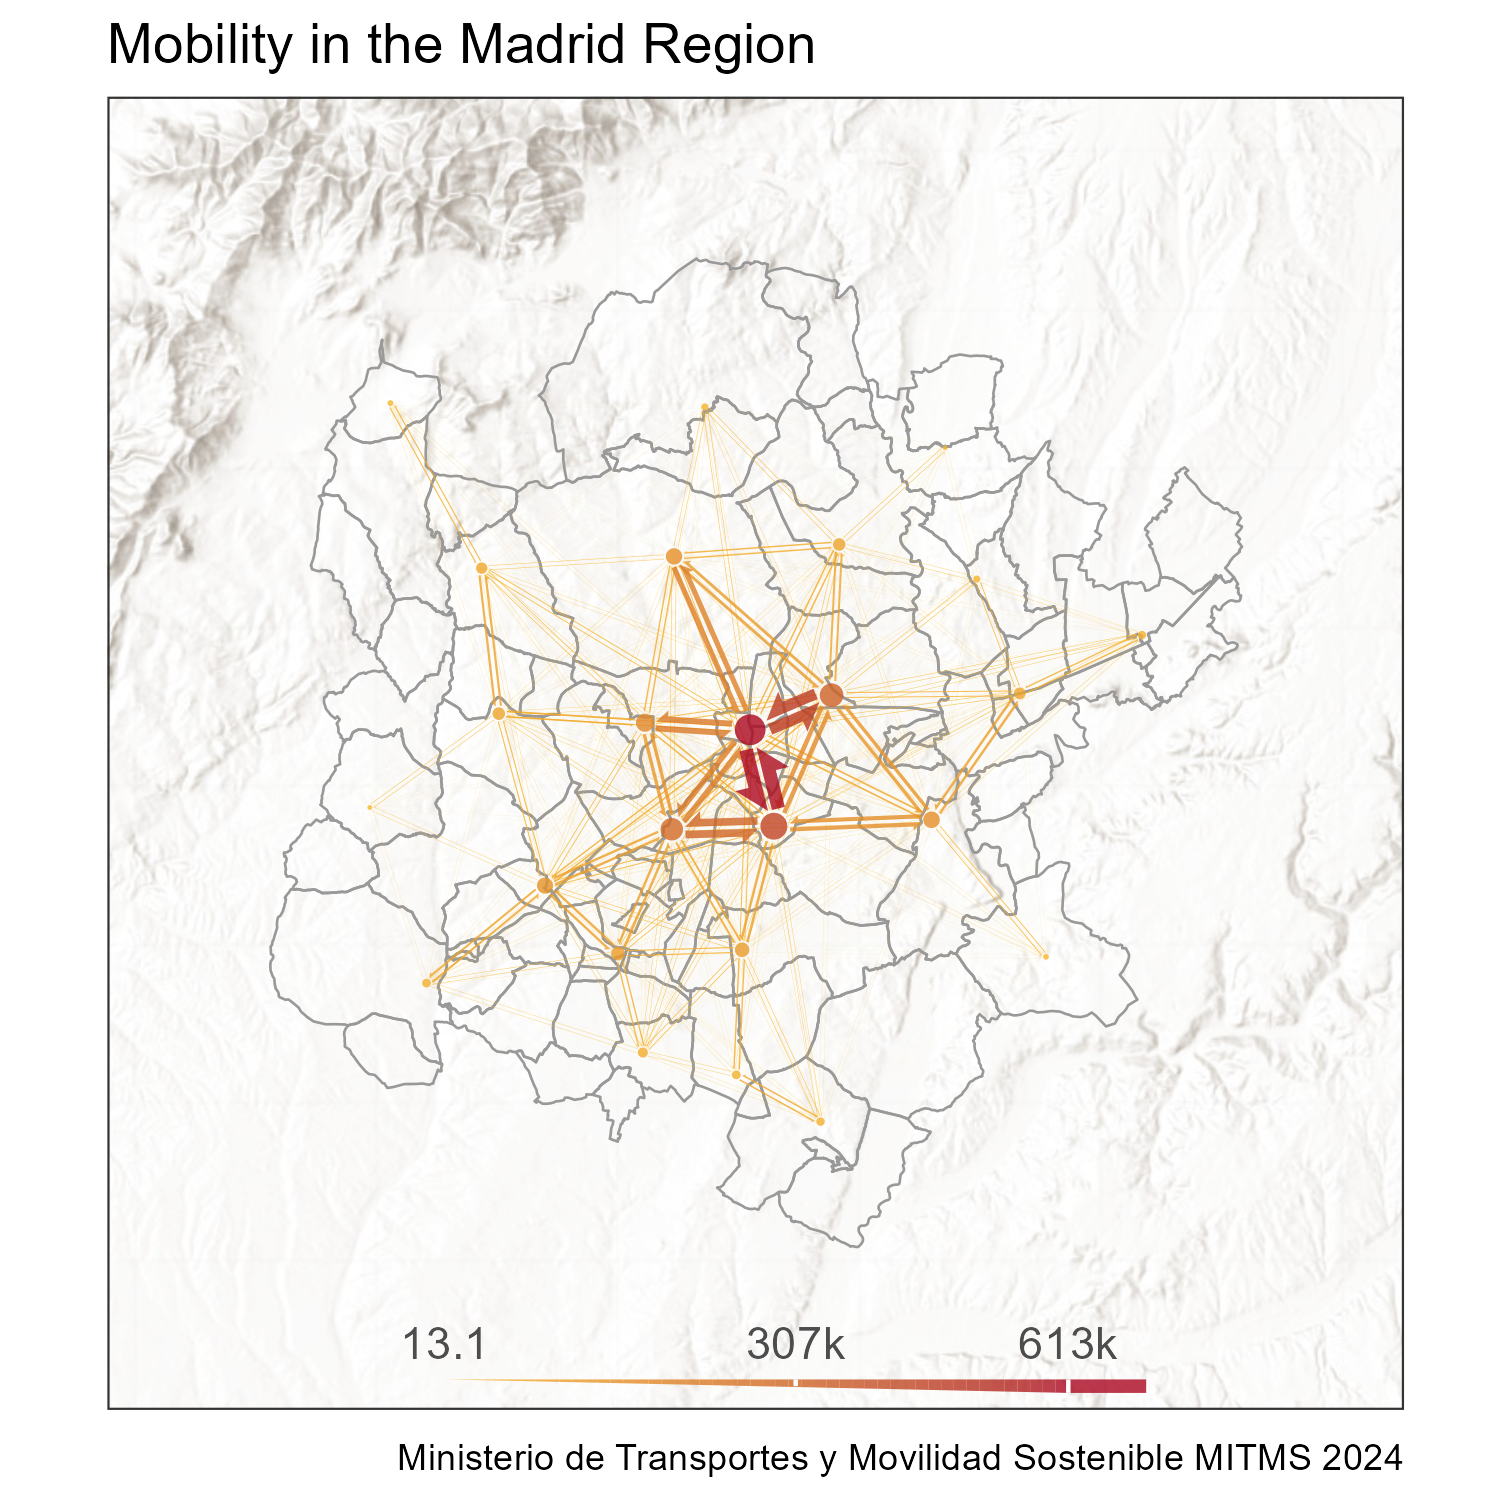 Mobility in the Madrid Region
13.1 307k 613k
Ministerio de Transportes y Movilidad Sostenible MITMS 2024